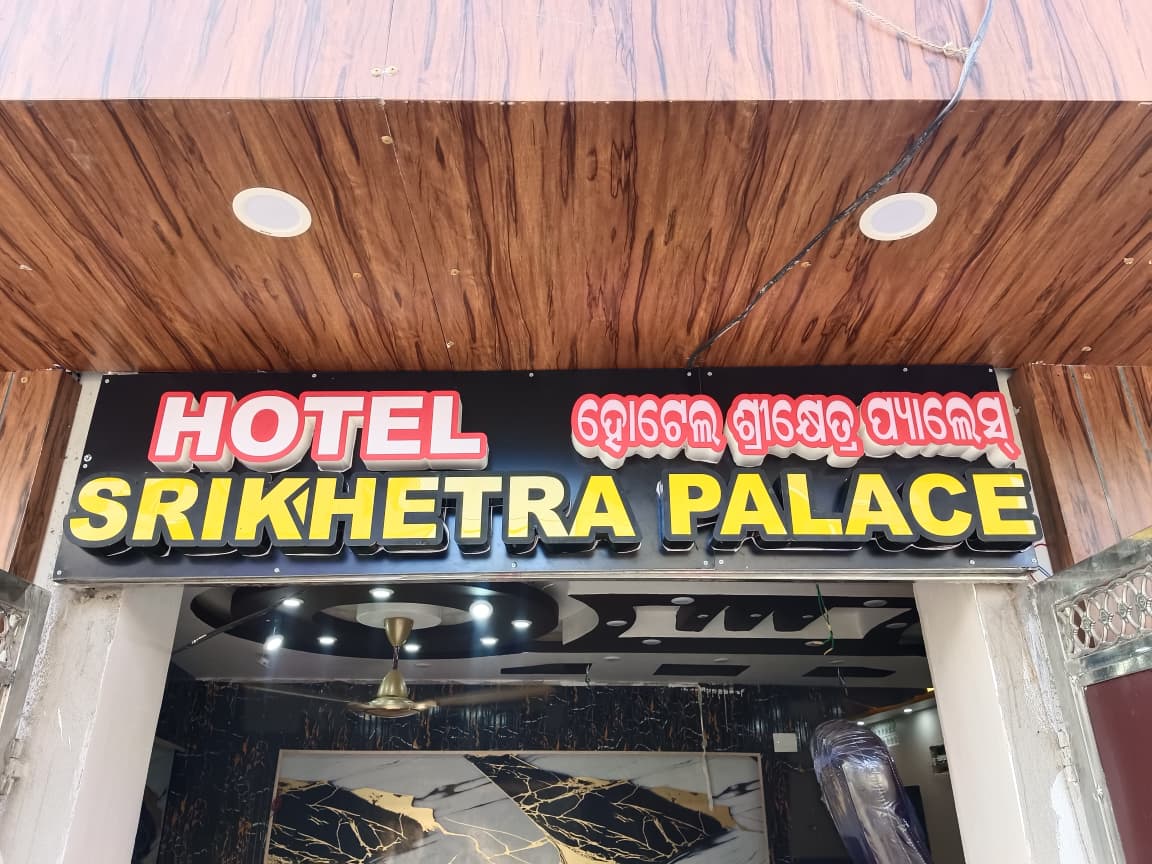 HOTEL ହୋଟେଲ ଶ୍ରୀକ୍ଷେତ୍ର ପ୍ୟାଲେସ୍
SRIKHETRA PALACE